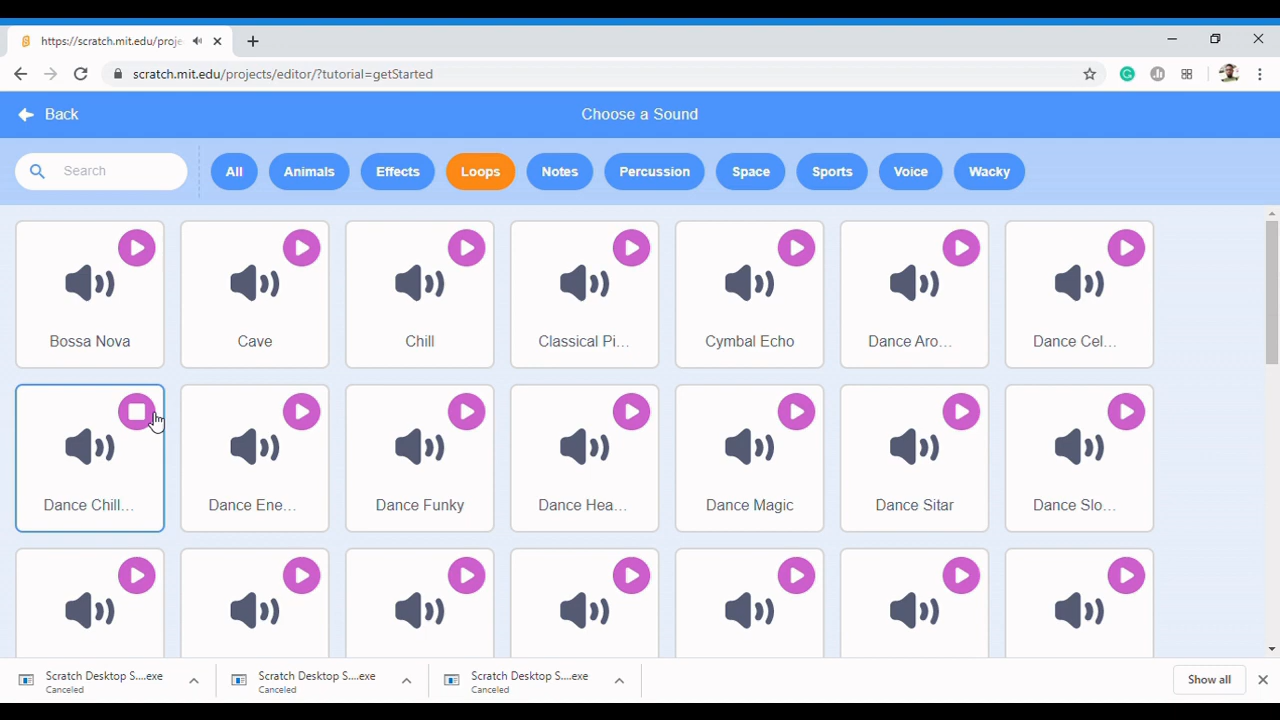 https://scratch.mit.edu/proje
scratch.mit.edu/projects/editor/?tutorial=getStarted
Back
Choose a Sound
Search
All
Animals
Effects
Loops
Notes
Percussion
Space
Sports
Voice
Wacky
Bossa Nova
Cave
Chill
Classical Pi...
Cymbal Echo
Dance Aro...
Dance Cel...
Dance Chill...
Dance Ene...
Dance Funky
Dance Hea...
Dance Magic
Dance Sitar
Dance Slo...
Scratch Desktop S....exe
Canceled
Scratch Desktop S....exe
Canceled
Scratch Desktop S....exe
Canceled
Show all